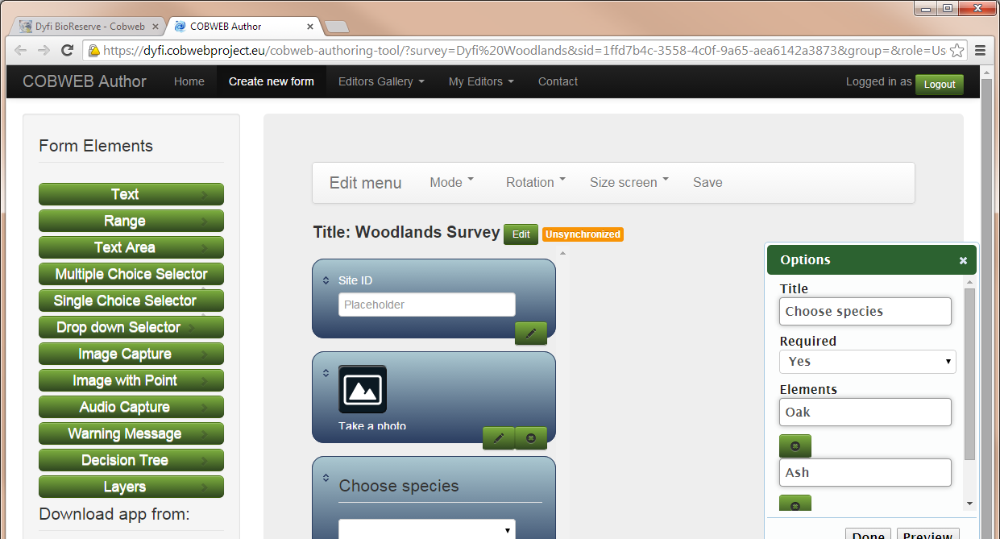 Dyfi BioReserve - Cobweb
COBWEB Author
https://dyfi.cobwebproject.eu/cobweb-authoring-tool/?survey=Dyfi%20Woodlands&sid=1ffd7b4c-3558-4c0f-9a65-aea6142a3873&group=&role=Us
COBWEB Author
Home
Create new form
Editors Gallery
My Editors
Contact
Logged in as
Logout
Form Elements
Text
Range
Text Area
Multiple Choice Selector
Single Choice Selector
Drop down Selector
Image Capture
Image with Point
Audio Capture
Warning Message
Decision Tree
Layers
Download app from:
Edit menu
Mode
Rotation
Size screen
Save
Title: Woodlands Survey
Edit
Unsynchronized
Site ID
Placeholder
Take a photo
Choose species
Options
Title
Choose species
Required
Yes
Elements
Oak
Ash
Done
Preview